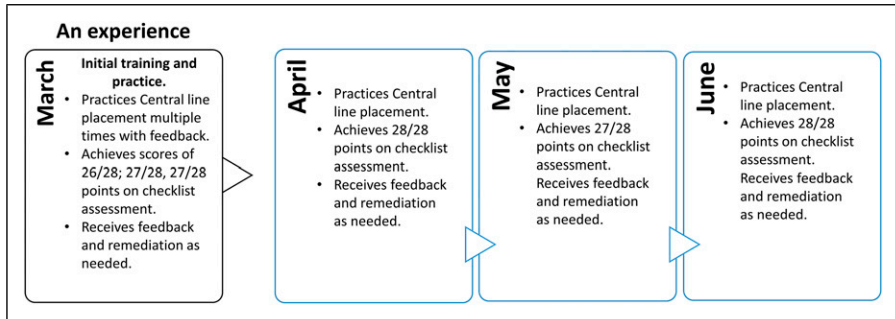 An experience
March
Initial training and
practice.
• Practices Central line
placement multiple
times with feedback.
• Achieves scores of
26/28; 27/28, 27/28
points on checklist
assessment.
• Receives feedback
and remediation as
needed.
April
• Practices Central
line placement.
• Achieves 28/28
points on checklist
assessment.
• Receives feedback
and remediation
as needed.
May
• Practices Central
line placement.
• Achieves 27/28
points on checklist
assessment.
Receives feedback
and remediation
as needed.
June
• Practices Central
line placement.
• Achieves 28/28
points on checklist
assessment.
Receives feedback
and remediation
as needed.